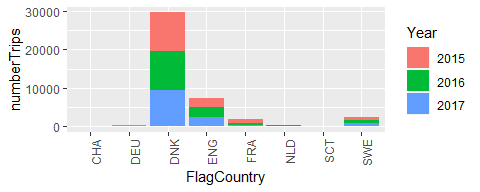 30000
20000
10000
0
numberTrips
CHA
DEU
DNK
ENG
FRA
NLD
SCT
SWE
FlagCountry
Year
2015
2016
2017